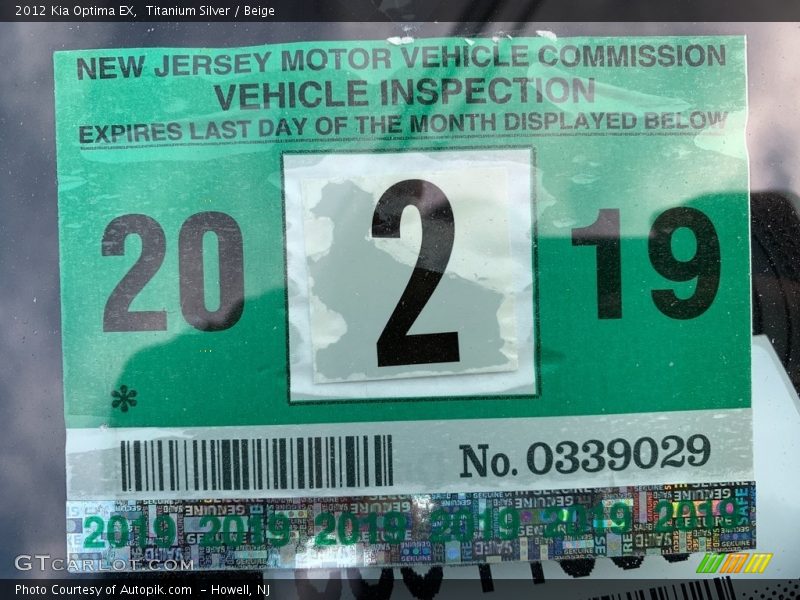 2012 Kia Optima EX, Titanium Silver / Beige
NEW JERSEY MOTOR VEHICLE COMMISSION
VEHICLE INSPECTION
EXPIRES LAST DAY OF THE MONTH DISPLAYED BELOW
20 2 19
*
No. 0339029
2019 2019 2019 2019 2019 2019
GTCARLOT.COM
Photo Courtesy of Autopik.com - Howell, NJ